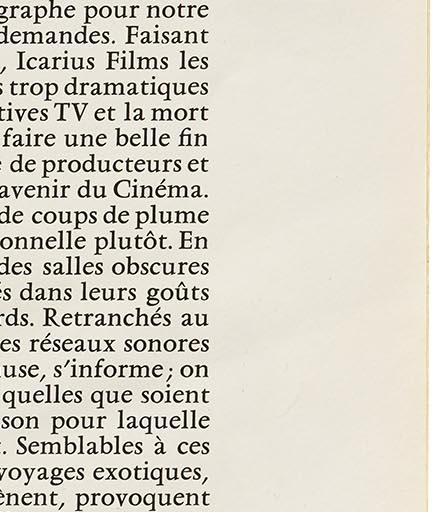 graphe pour notre
demandes. Faisant
, Icarius Films les
s trop dramatiques
tives TV et la mort
faire une belle fin
e de producteurs et
avenir du Cinéma.
de coups de plume
onnelle plutôt. En
des salles obscures
és dans leurs goûts
rds. Retranchés au
es réseaux sonores
use, s'informe ; on
quelles que soient
son pour laquelle
. Semblables à ces
voyages exotiques,
ênent, provoquent